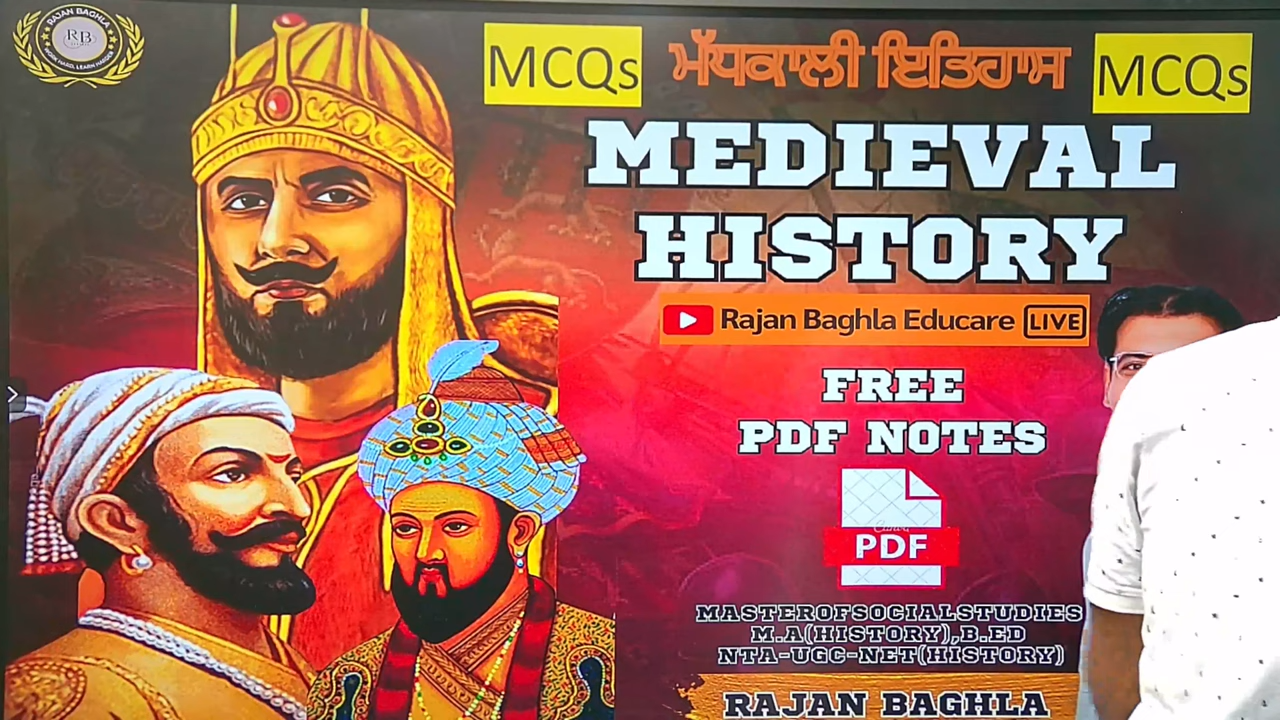 RAJAN BAGHLA
RB
MCQs
ਮੱਧਕਾਲੀ ਇਤਿਹਾਸ
MCQs
MEDIEVAL
HISTORY
Rajan Baghla Educare LIVE
FREE
PDF NOTES
Canva
PDF
MASTEROFSOCIALSTUDIES
M.A(HISTORY),B.ED
NTA-UGC-NET(HISTORY)
RAJAN BAGHLA